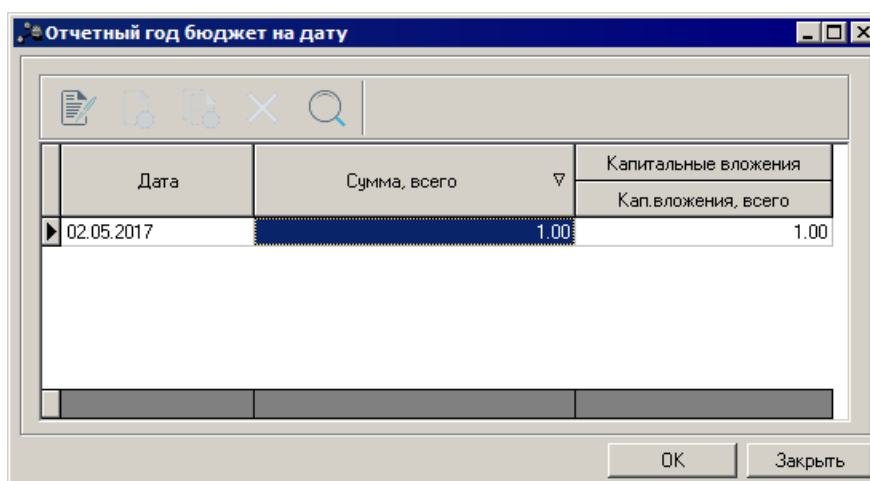 Отчетный год бюджет на дату
Дата
Сумма, всего
Капитальные вложения
Кап.вложения, всего
02.05.2017 1.00 1.00
OK Закрыть